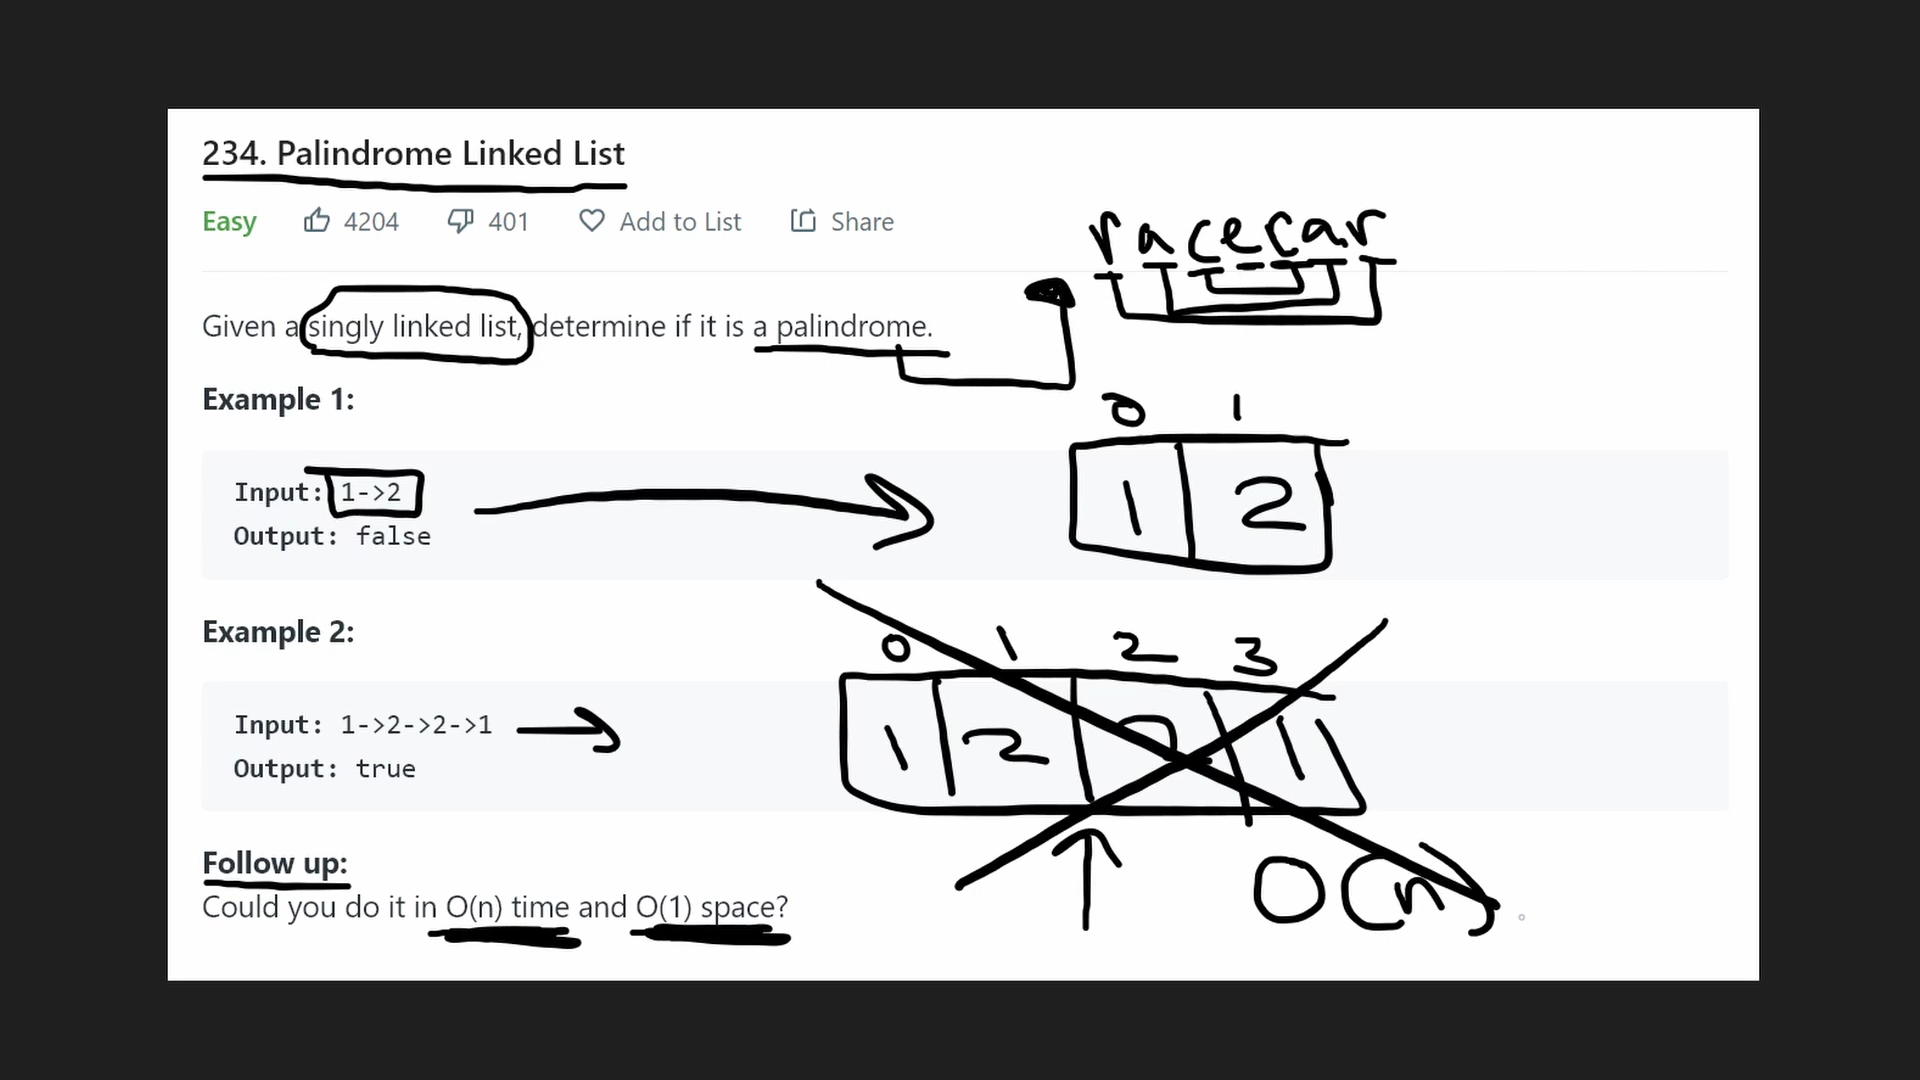 234. Palindrome Linked List
Easy 4204 401 Add to List Share
racecar
Given a singly linked list, determine if it is a palindrome.
Example 1:
0 1
Input: 1->2
Output: false
1 2
Example 2:
0 1 2 3
Input: 1->2->2->1
Output: true
1 2 2 1
Follow up:
Could you do it in O(n) time and O(1) space?
O(n)